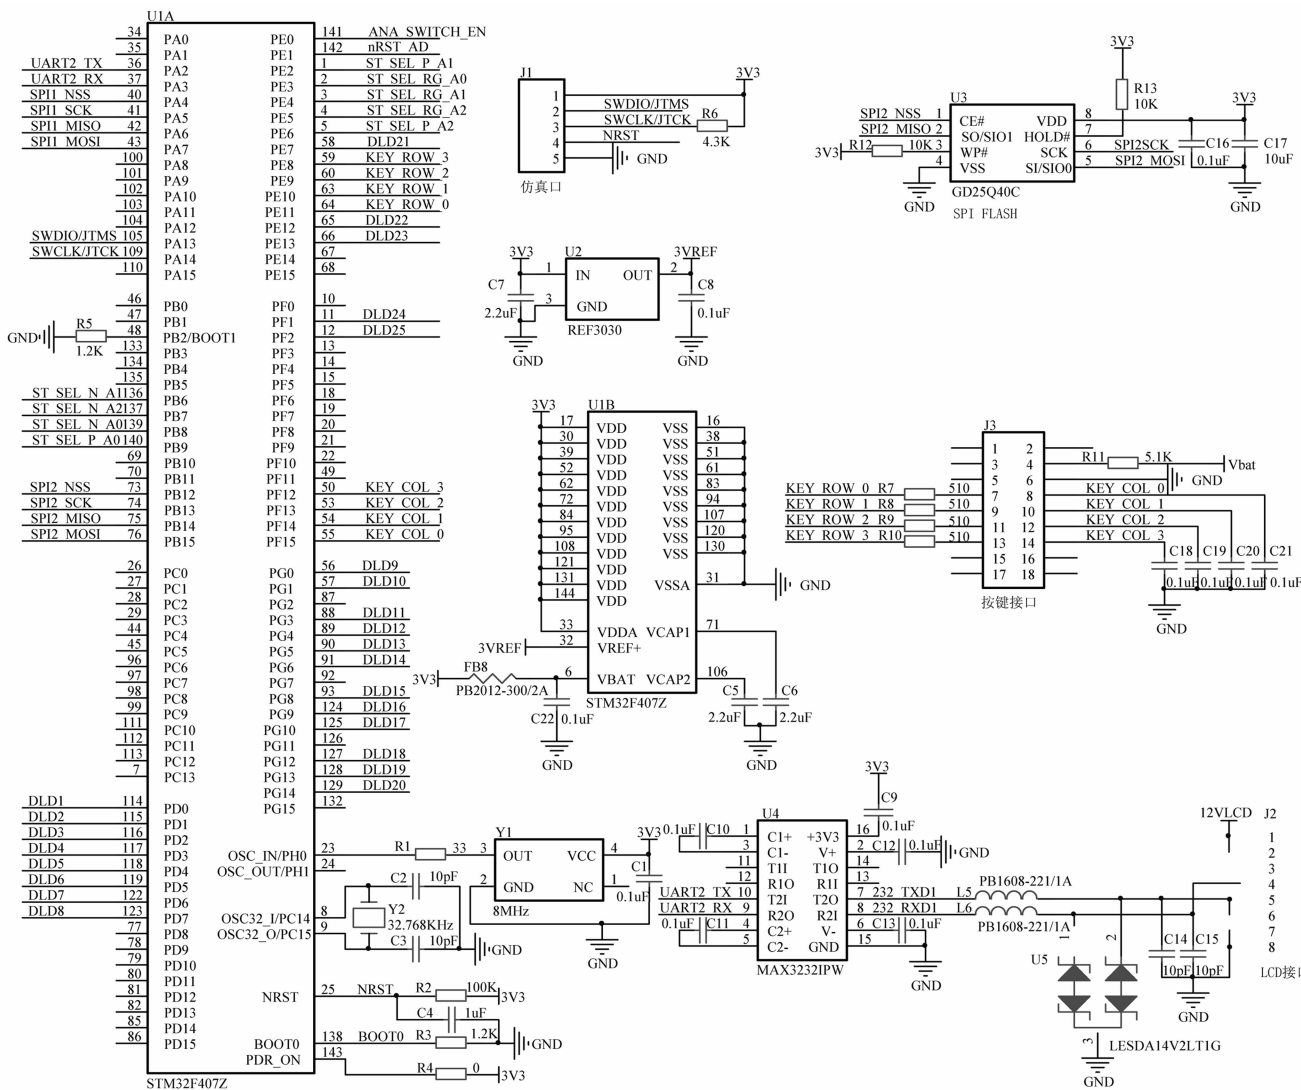 U1A
34 PA0 PE0 141 ANA_SWITCH_EN
35 PA1 PE1 142 nRST_AD
UART2_TX 36 PA2 PE2 1 ST_SEL_P_A1
UART2_RX 37 PA3 PE3 2 ST_SEL_RG_A0
SPI1_NSS 40 PA4 PE4 3 ST_SEL_RG_A1
SPI1_SCK 41 PA5 PE5 4 ST_SEL_RG_A2
SPI1_MISO 42 PA6 PE6 5 ST_SEL_P_A2
SPI1_MOSI 43 PA7 PE7 58 DLD21
100 PA8 PE8 59 KEY_ROW_3
101 PA9 PE9 60 KEY_ROW_2
102 PA10 PE10 63 KEY_ROW_1
103 PA11 PE11 64 KEY_ROW_0
104 PA12 PE12 65 DLD22
SWDIO/JTMS 105 PA13 PE13 66 DLD23
SWCLK/JTCK 109 PA14 PE14 67
110 PA15 PE15 68
46 PB0 PF0 10
47 PB1 PF1 11 DLD24
GND R5 1.2K 48 PB2/BOOT1 PF2 12 DLD25
133 PB3 PF3 13
134 PB4 PF4 14
135 PB5 PF5 15
ST_SEL_N_A1 136 PB6 PF6 18
ST_SEL_N_A2 137 PB7 PF7 19
ST_SEL_N_A0 139 PB8 PF8 20
ST_SEL_P_A0 140 PB9 PF9 21
69 PB10 PF10 22
70 PB11 PF11 49
SPI2_NSS 73 PB12 PF12 50 KEY_COL_3
SPI2_SCK 74 PB13 PF13 53 KEY_COL_2
SPI2_MISO 75 PB14 PF14 54 KEY_COL_1
SPI2_MOSI 76 PB15 PF15 55 KEY_COL_0
26 PC0 PG0 56 DLD9
27 PC1 PG1 57 DLD10
28 PC2 PG2 87
29 PC3 PG3 88 DLD11
44 PC4 PG4 89 DLD12
45 PC5 PG5 90 DLD13
96 PC6 PG6 91 DLD14
97 PC7 PG7 92
98 PC8 PG8 93 DLD15
99 PC9 PG9 124 DLD16
111 PC10 PG10 125 DLD17
112 PC11 PG11 126
113 PC12 PG12 127 DLD18
7 PC13 PG13 128 DLD19
PG14 129 DLD20
DLD1 114 PD0 PG15 132
DLD2 115 PD1
DLD3 116 PD2
DLD4 117 PD3 OSC_IN/PH0 23 R1 33
DLD5 118 PD4 OSC_OUT/PH1 24
DLD6 119 PD5
DLD7 122 PD6
DLD8 123 PD7 OSC32_I/PC14 8
77 PD8 OSC32_O/PC15 9
78 PD9
79 PD10
80 PD11
81 PD12 NRST 25 NRST R2 100K 3V3
82 PD13
85 PD14
86 PD15 BOOT0 138 BOOT0 R3 1.2K GND
PDR_ON 143 R4 0 3V3
STM32F407Z
C2 10pF
Y2
32.768KHz
C3 10pF GND
C4 1uF
Y1
3 OUT VCC 4 3V3
2 GND NC 1
8MHz
C1
0.1uF
GND
J1
1 3V3
2 SWDIO/JTMS
3 SWCLK/JTCK R6 4.3K
4 NRST
5 GND
仿真口
U2
3V3 1 IN OUT 2 3VREF
3 GND
REF3030
C7 2.2uF
C8 0.1uF
GND
GND
U1B
3V3
17 VDD VSS 16
30 VDD VSS 38
39 VDD VSS 51
52 VDD VSS 61
62 VDD VSS 83
72 VDD VSS 94
84 VDD VSS 107
95 VDD VSS 120
108 VDD VSS 130
121 VDD
131 VDD VSSA 31 GND
144 VDD
33 VDDA VCAP1 71
3VREF 32 VREF+
3V3 FB8 6 VBAT VCAP2 106
PB2012-300/2A
STM32F407Z
C22 0.1uF
GND
C5 C6
2.2uF 2.2uF
GND
U3
3V3
R13
10K
SPI2_NSS 1 CE# VDD 8 3V3
SPI2_MISO 2 SO/SIO1 HOLD# 7
3V3 R12 10K 3 WP# SCK 6 SPI2SCK
4 VSS SI/SIO0 5 SPI2_MOSI
GND
GD25Q40C
SPI FLASH
C16 0.1uF
C17 10uF
GND
J3
1 2
3 4 R11 5.1K Vbat
5 6 GND
KEY_ROW_0 R7 510 7 8 KEY_COL_0
KEY_ROW_1 R8 510 9 10 KEY_COL_1
KEY_ROW_2 R9 510 11 12 KEY_COL_2
KEY_ROW_3 R10 510 13 14 KEY_COL_3
15 16
17 18
按键接口
C18 C19 C20 C21
0.1uF 0.1uF 0.1uF 0.1uF
GND
U4
3V3
C9
0.1uF
0.1uF C10 1 C1+ +3V3 16
3 C1- V+ 2 C12 0.1uF GND
11 T1I T1O 14
12 R1O R1I 13
UART2_TX 10 T2I T2O 7 232_TXD1 L5 PB1608-221/1A
UART2_RX 9 R2O R2I 8 232_RXD1 L6 PB1608-221/1A
0.1uF C11 4 C2+ V- 6 C13 0.1uF
5 C2- GND 15
MAX3232IPW
GND
U5
1 2
3
LESDA14V2LT1G
GND
C14 C15
10pF 10pF
GND
12VLCD
J2
1
2
3
4
5
6
7
8
LCD接口